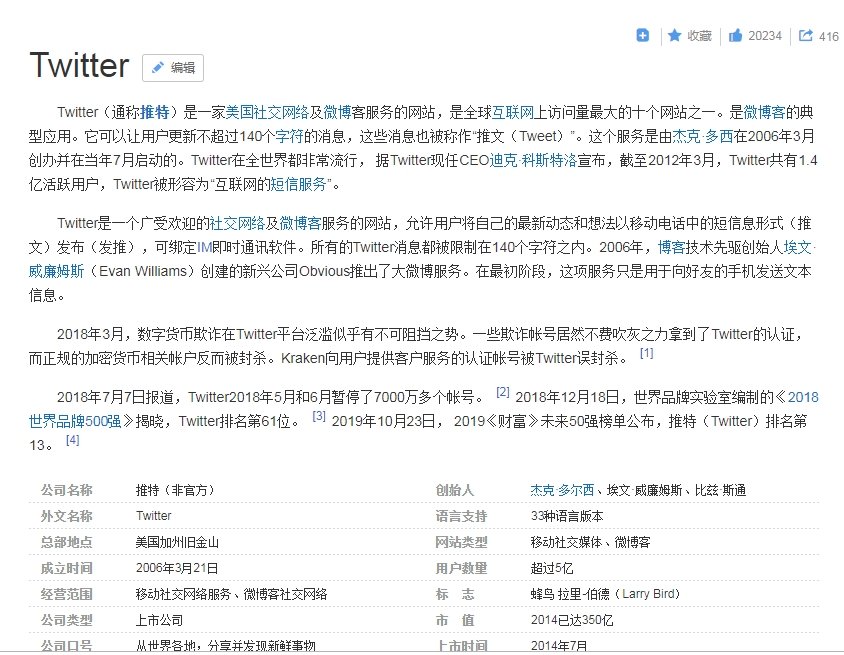 收藏 20234 416
Twitter 编辑
Twitter（通称推特）是一家美国社交网络及微博客服务的网站，是全球互联网上访问量最大的十个网站之一。是微博客的典
型应用。它可以让用户更新不超过140个字符的消息，这些消息也被称作“推文（Tweet）”。这个服务是由杰克·多西在2006年3月
创办并在当年7月启动的。Twitter在全世界都非常流行， 据Twitter现任CEO迪克·科斯特洛宣布，截至2012年3月，Twitter共有1.4
亿活跃用户，Twitter被形容为“互联网的短信服务”。
Twitter是一个广受欢迎的社交网络及微博客服务的网站，允许用户将自己的最新动态和想法以移动电话中的短信息形式（推
文）发布（发推），可绑定IM即时通讯软件。所有的Twitter消息都被限制在140个字符之内。2006年，博客技术先驱创始人埃文·
威廉姆斯（Evan Williams）创建的新兴公司Obvious推出了大微博服务。在最初阶段，这项服务只是用于向好友的手机发送文本
信息。
2018年3月，数字货币欺诈在Twitter平台泛滥似乎有不可阻挡之势。一些欺诈帐号居然不费吹灰之力拿到了Twitter的认证，
而正规的加密货币相关帐户反而被封杀。Kraken向用户提供客户服务的认证帐号被Twitter误封杀。 [1]
2018年7月7日报道，Twitter2018年5月和6月暂停了7000万多个帐号。 [2] 2018年12月18日，世界品牌实验室编制的《2018
世界品牌500强》揭晓，Twitter排名第61位。 [3] 2019年10月23日， 2019《财富》未来50强榜单公布，推特（Twitter）排名第
13。 [4]
公司名称 推特（非官方） 创始人 杰克·多尔西、埃文·威廉姆斯、比兹·斯通
外文名称 Twitter 语言支持 33种语言版本
总部地点 美国加州旧金山 网站类型 移动社交媒体、微博客
成立时间 2006年3月21日 用户数量 超过5亿
经营范围 移动社交网络服务、微博客社交网络 标 志 蜂鸟 拉里-伯德（Larry Bird）
公司类型 上市公司 市 值 2014已达350亿
公司口号 从世界各地，分享并发现新鲜事物 上市时间 2014年7月